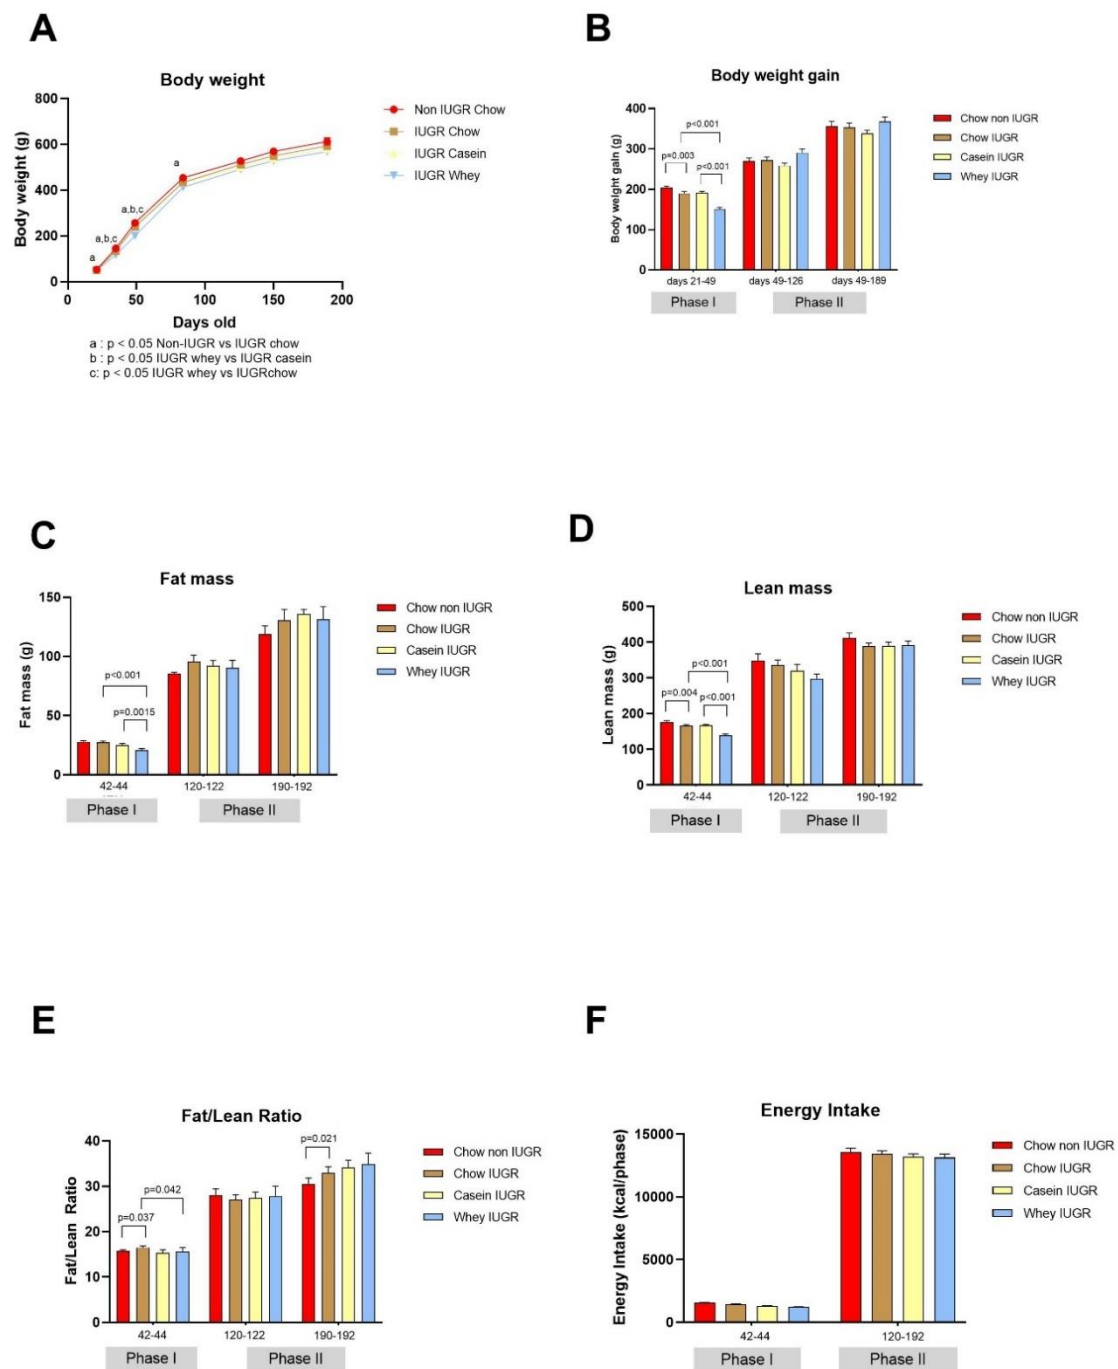 A
Body weight
Body weight (g)
800
600
400
200
0
a
a,b,c
a,b,c
a
0
50
100
150
200
Days old
Non IUGR Chow
IUGR Chow
IUGR Casein
IUGR Whey
a : p < 0.05 Non-IUGR vs IUGR chow
b : p < 0.05 IUGR whey vs IUGR casein
c: p < 0.05 IUGR whey vs IUGRchow
B
Body weight gain
Body weight gain (g)
400
300
200
100
0
p<0.001
p=0.003
p<0.001
days 21-49
days 49-126
days 49-189
Phase I
Phase II
Chow non IUGR
Chow IUGR
Casein IUGR
Whey IUGR
C
Fat mass
Fat mass (g)
150
100
50
0
p<0.001
p=0.0015
42-44
120-122
190-192
Phase I
Phase II
Chow non IUGR
Chow IUGR
Casein IUGR
Whey IUGR
D
Lean mass
Lean mass (g)
500
400
300
200
100
0
p<0.001
p=0.004
p<0.001
42-44
120-122
190-192
Phase I
Phase II
Chow non IUGR
Chow IUGR
Casein IUGR
Whey IUGR
E
Fat/Lean Ratio
Fat/Lean Ratio
40
30
20
10
0
p=0.021
p=0.042
p=0.037
42-44
120-122
190-192
Phase I
Phase II
Chow non IUGR
Chow IUGR
Casein IUGR
Whey IUGR
F
Energy Intake
Energy Intake (kcal/phase)
15000
10000
5000
0
42-44
120-192
Phase I
Phase II
Chow non IUGR
Chow IUGR
Casein IUGR
Whey IUGR